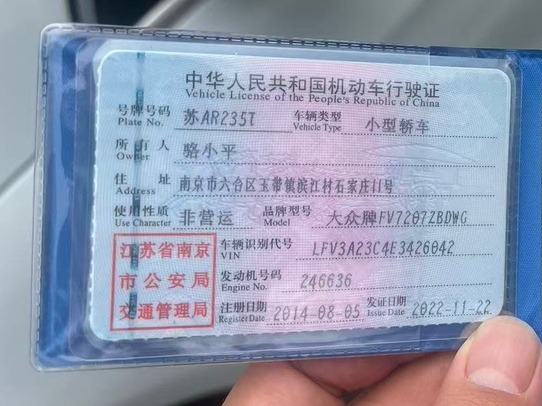 中华人民共和国机动车行驶证
Vehicle License of the People's Republic of China
号牌号码 苏AR235T 车辆类型 小型轿车
Plate No. Vehicle Type
所有人 骆小平
Owner
住址 南京市六合区玉带镇滨江村石家庄11号
Address
使用性质 非营运 品牌型号 大众牌FV7207ZBDWG
Use Character Model
江苏省南京
市公安局
交通管理局
车辆识别代号 LFV3A23C4E3426042
VIN
发动机号码 246636
Engine No.
注册日期 2014-08-05 发证日期 2022-11-22
Register Date Issue Date